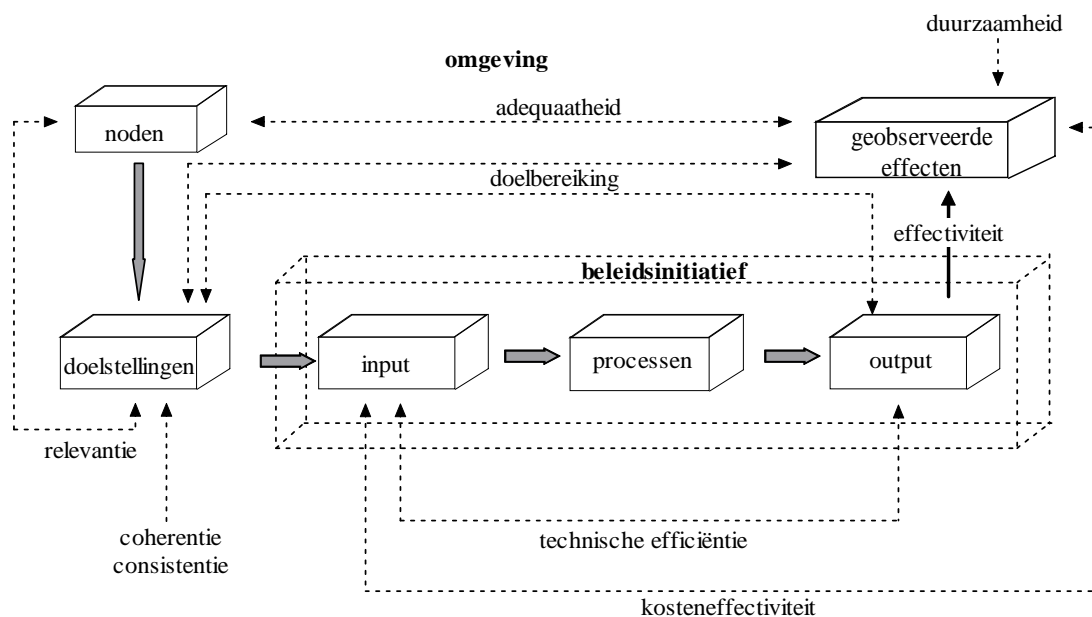 duurzaamheid
omgeving
adequaatheid
noden
geobserveerde
effecten
doelbereiking
effectiviteit
beleidsinitiatief
doelstellingen
input
processen
output
relevantie
coherentie
consistentie
technische efficiëntie
kosteneffectiviteit